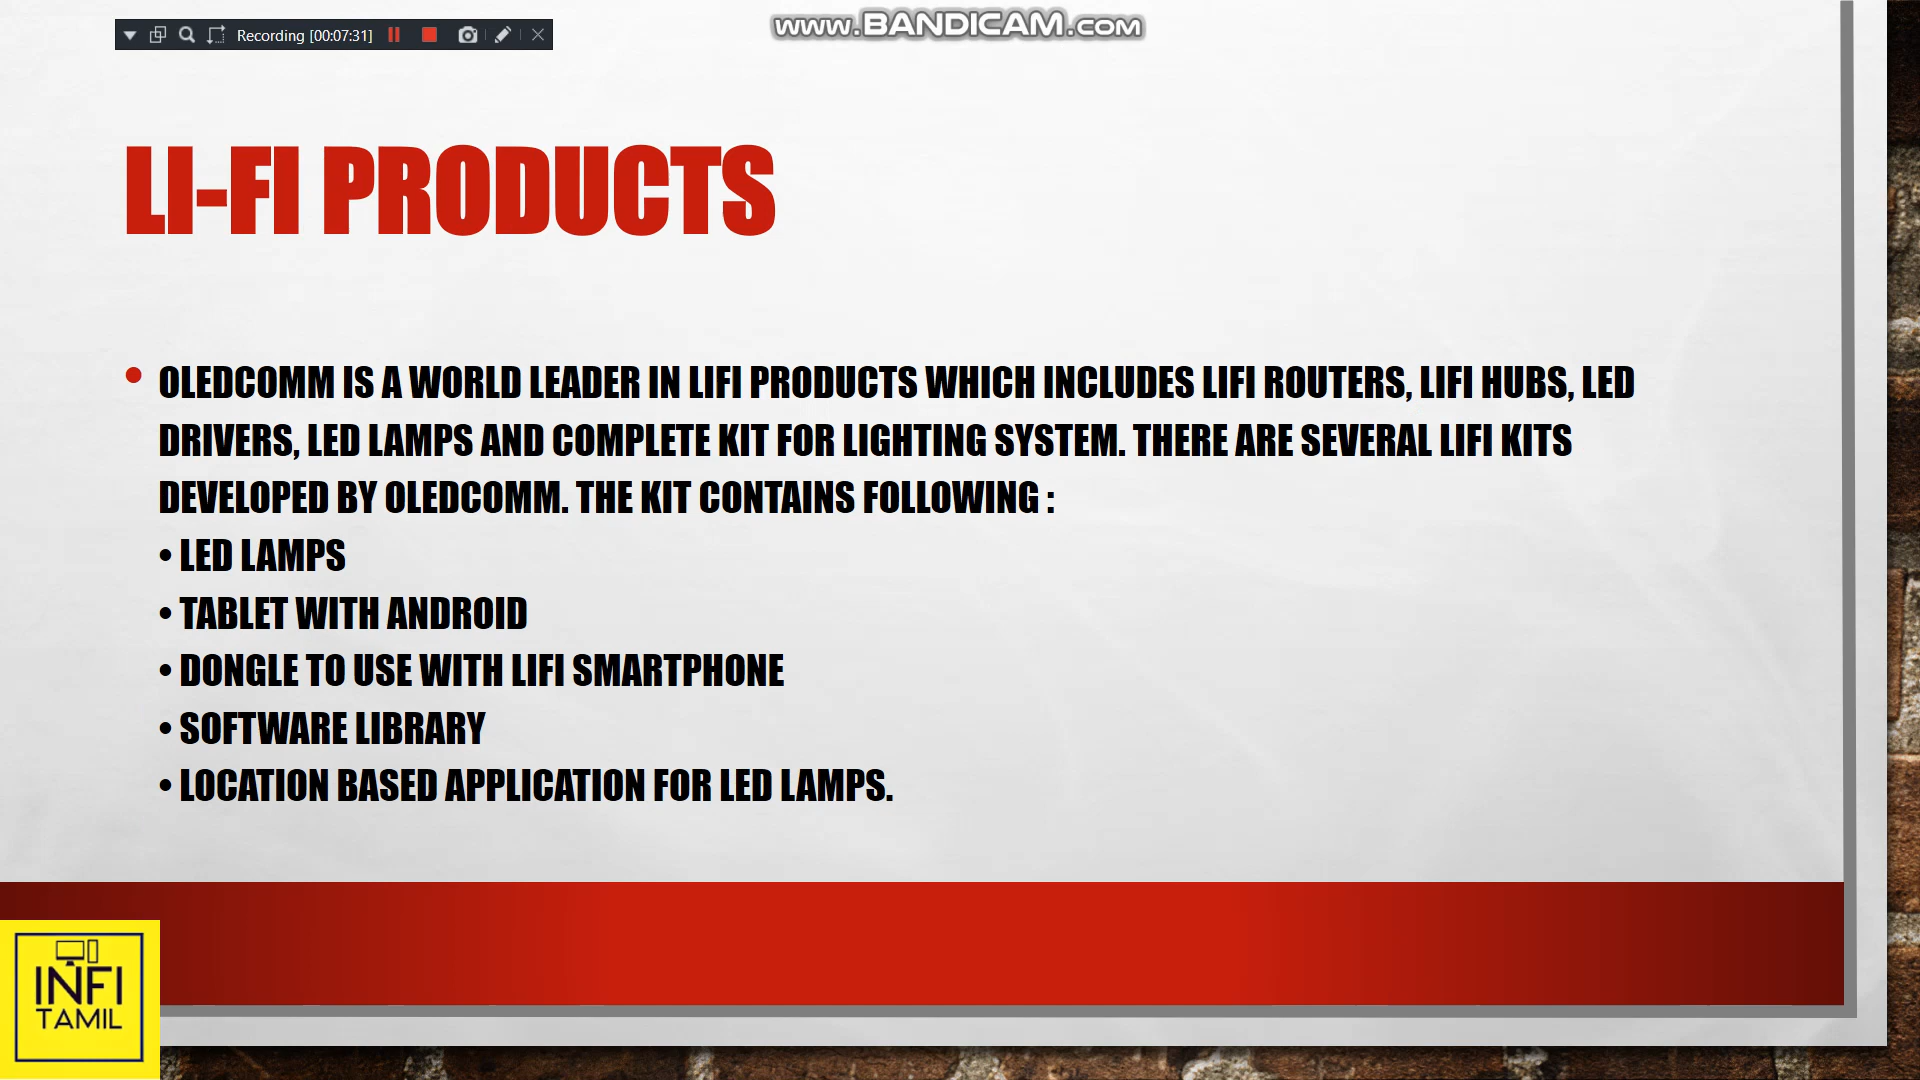 Recording [00:07:31]
www.BANDICAM.com
LI-FI PRODUCTS
• OLEDCOMM IS A WORLD LEADER IN LIFI PRODUCTS WHICH INCLUDES LIFI ROUTERS, LIFI HUBS, LED
DRIVERS, LED LAMPS AND COMPLETE KIT FOR LIGHTING SYSTEM. THERE ARE SEVERAL LIFI KITS
DEVELOPED BY OLEDCOMM. THE KIT CONTAINS FOLLOWING :
• LED LAMPS
• TABLET WITH ANDROID
• DONGLE TO USE WITH LIFI SMARTPHONE
• SOFTWARE LIBRARY
• LOCATION BASED APPLICATION FOR LED LAMPS.
INFI
TAMIL